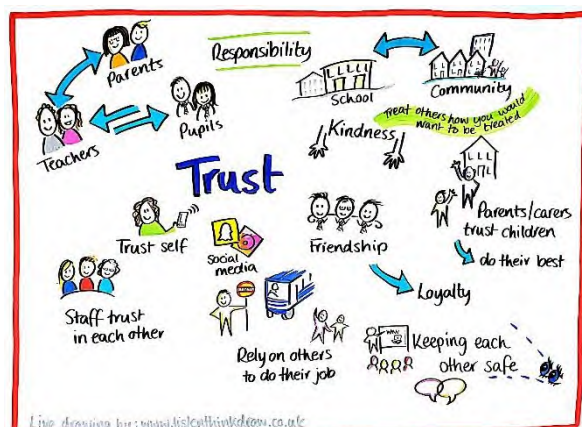 Parents
Responsibility
School
Community
Teachers
Pupils
Kindness
Treat others how you would
want to be treated
Trust
Parents/carers
trust children
do their best
Trust self
Social
media
Friendship
Loyalty
Staff trust
in each other
Rely on others
to do their job
Keeping each
other safe
Live drawing by: www.listenthinkdraw.co.uk